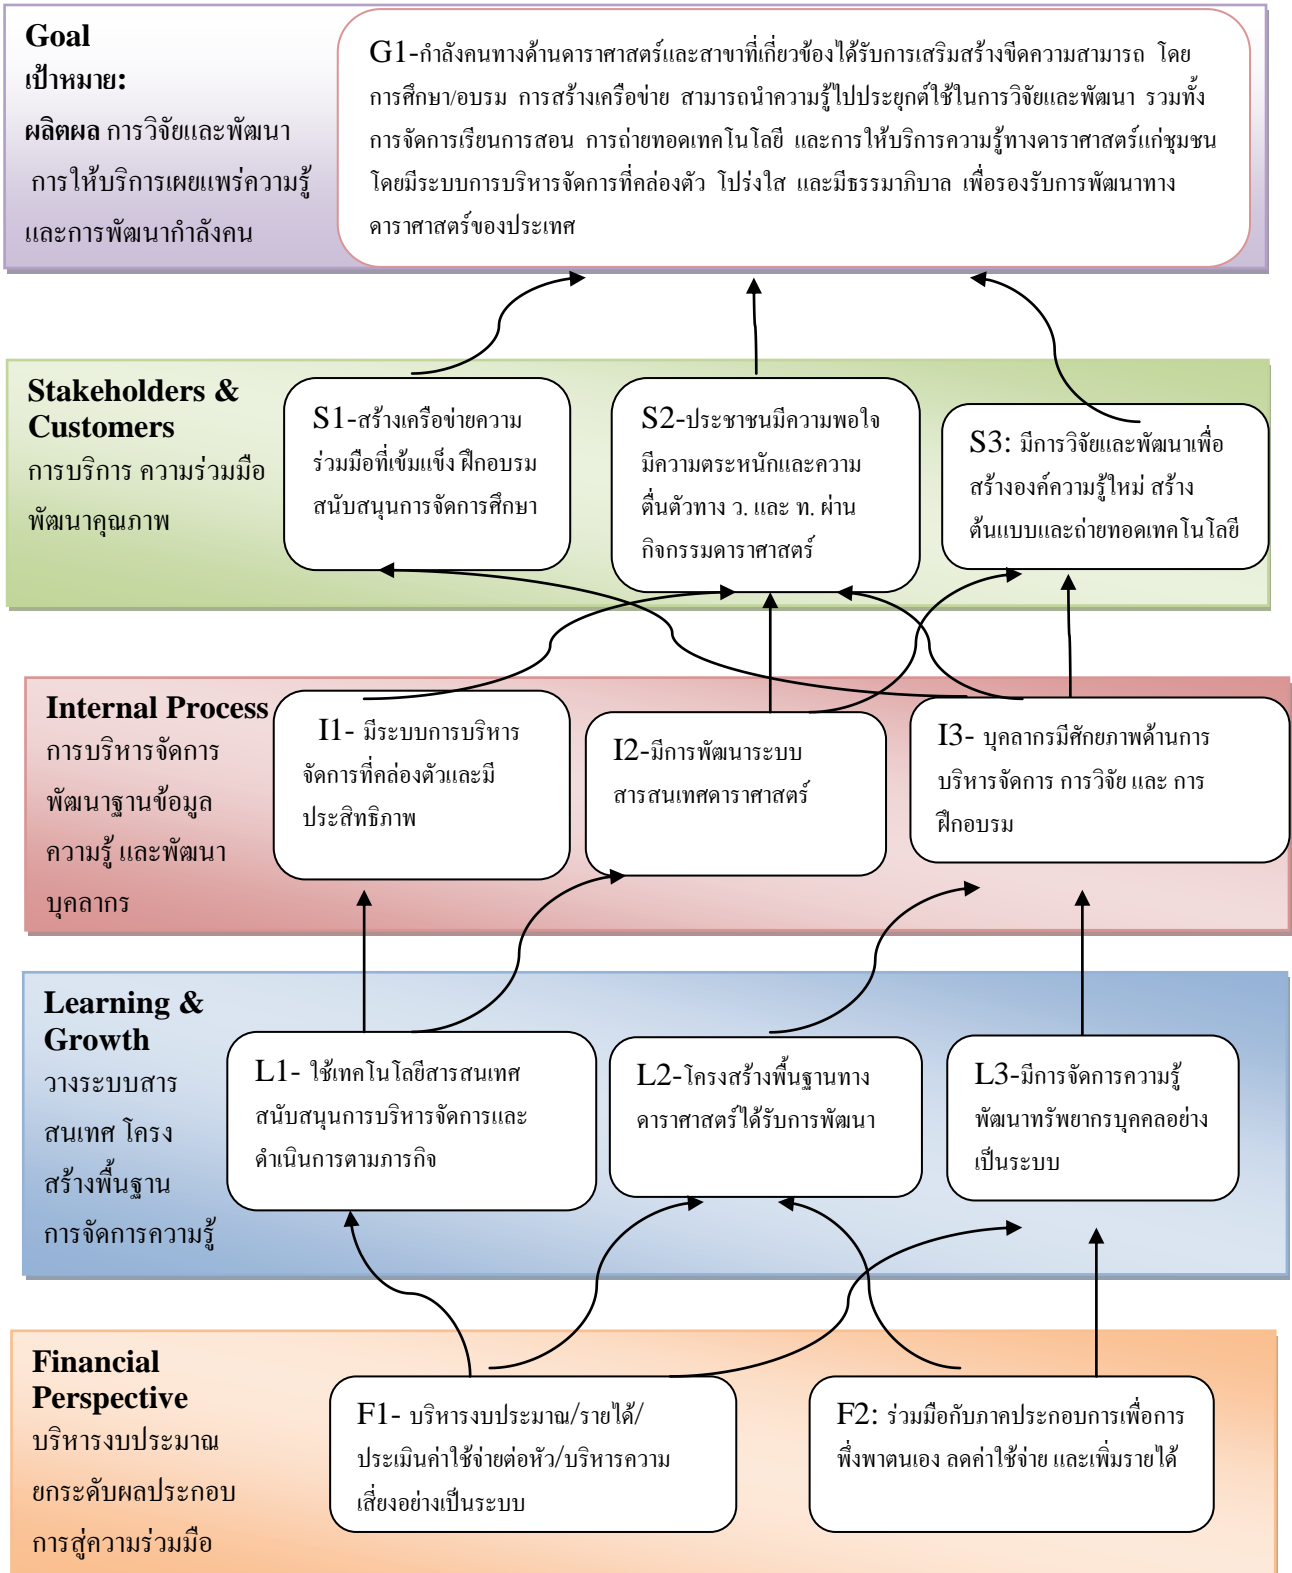 Goal
เป้าหมาย:
ผลิตผล การวิจัยและพัฒนา
การให้บริการเผยแพร่ความรู้
และการพัฒนากำลังคน
G1-กำลังคนทางด้านดาราศาสตร์และสาขาที่เกี่ยวข้องได้รับการเสริมสร้างขีดความสามารถ โดย
การศึกษา/อบรม การสร้างเครือข่าย สามารถนำความรู้ไปประยุกต์ใช้ในการวิจัยและพัฒนา รวมทั้ง
การจัดการเรียนการสอน การถ่ายทอดเทคโนโลยี และการให้บริการความรู้ทางดาราศาสตร์แก่ชุมชน
โดยมีระบบการบริหารจัดการที่คล่องตัว โปร่งใส และมีธรรมาภิบาล เพื่อรองรับการพัฒนาทาง
ดาราศาสตร์ของประเทศ
Stakeholders &
Customers
การบริการ ความร่วมมือ
พัฒนาคุณภาพ
S1-สร้างเครือข่ายความ
ร่วมมือที่เข้มแข็ง ฝึกอบรม
สนับสนุนการจัดการศึกษา
S2-ประชาชนมีความพอใจ
มีความตระหนักและความ
ตื่นตัวทาง ว. และ ท. ผ่าน
กิจกรรมดาราศาสตร์
S3: มีการวิจัยและพัฒนาเพื่อ
สร้างองค์ความรู้ใหม่ สร้าง
ต้นแบบและถ่ายทอดเทคโนโลยี
Internal Process
การบริหารจัดการ
พัฒนาฐานข้อมูล
ความรู้ และพัฒนา
บุคลากร
I1- มีระบบการบริหาร
จัดการที่คล่องตัวและมี
ประสิทธิภาพ
I2-มีการพัฒนาระบบ
สารสนเทศดาราศาสตร์
I3- บุคลากรมีศักยภาพด้านการ
บริหารจัดการ การวิจัย และ การ
ฝึกอบรม
Learning &
Growth
วางระบบสาร
สนเทศ โครง
สร้างพื้นฐาน
การจัดการความรู้
L1- ใช้เทคโนโลยีสารสนเทศ
สนับสนุนการบริหารจัดการและ
ดำเนินการตามภารกิจ
L2-โครงสร้างพื้นฐานทาง
ดาราศาสตร์ได้รับการพัฒนา
L3-มีการจัดการความรู้
พัฒนาทรัพยากรบุคคลอย่าง
เป็นระบบ
Financial
Perspective
บริหารงบประมาณ
ยกระดับผลประกอบ
การสู่ความร่วมมือ
F1- บริหารงบประมาณ/รายได้/
ประเมินค่าใช้จ่ายต่อหัว/บริหารความ
เสี่ยงอย่างเป็นระบบ
F2: ร่วมมือกับภาคประกอบการเพื่อการ
พึ่งพาตนเอง ลดค่าใช้จ่าย และเพิ่มรายได้